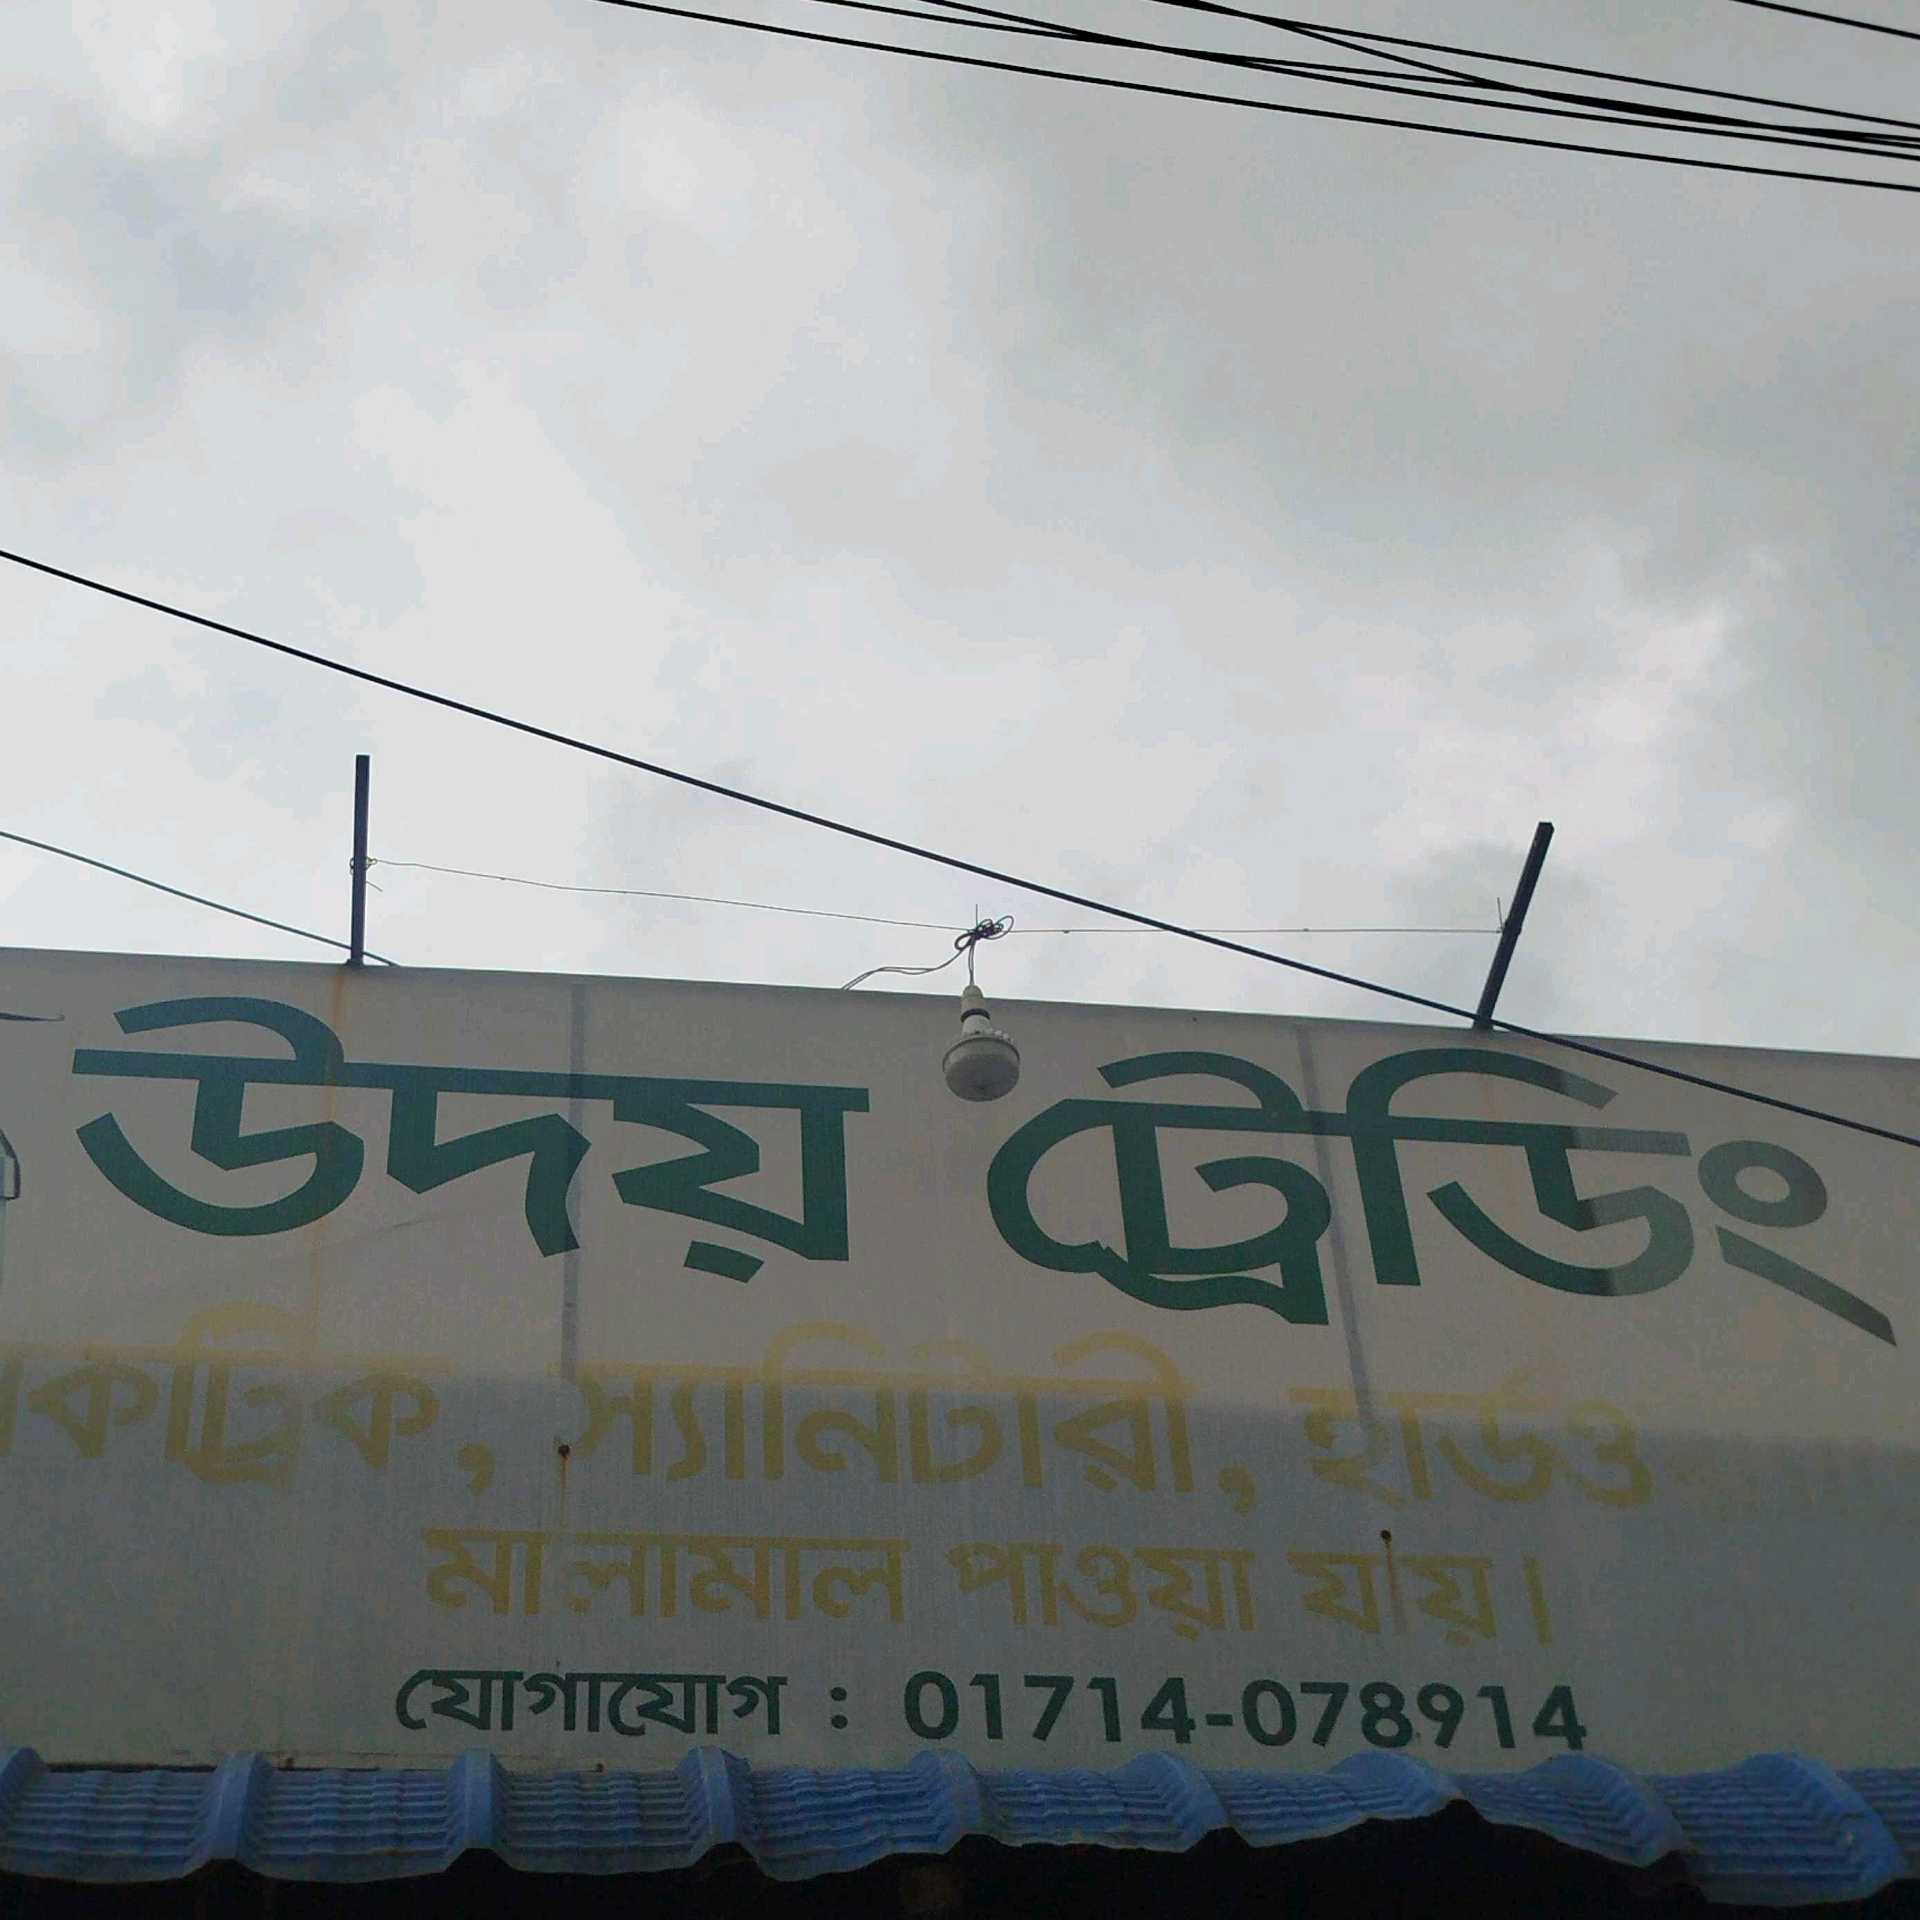 উদয় ট্রেডিং
কট্রিক, স্যানিটারী, হার্ডও
মালামাল পাওয়া যায়।
যোগাযোগ : 01714-078914